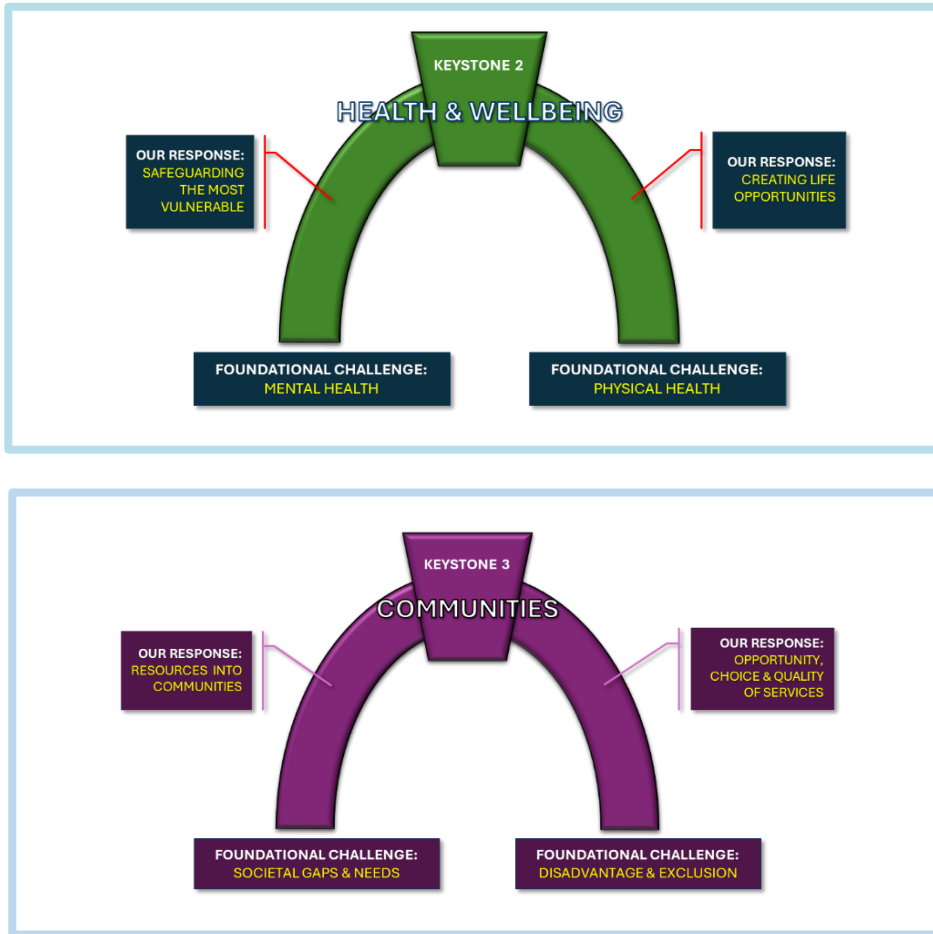 KEYSTONE 2
HEALTH & WELLBEING
OUR RESPONSE:
SAFEGUARDING
THE MOST
VULNERABLE
OUR RESPONSE:
CREATING LIFE
OPPORTUNITIES
FOUNDATIONAL CHALLENGE:
MENTAL HEALTH
FOUNDATIONAL CHALLENGE:
PHYSICAL HEALTH
KEYSTONE 3
COMMUNITIES
OUR RESPONSE:
RESOURCES INTO
COMMUNITIES
OUR RESPONSE:
OPPORTUNITY,
CHOICE & QUALITY
OF SERVICES
FOUNDATIONAL CHALLENGE:
SOCIETAL GAPS & NEEDS
FOUNDATIONAL CHALLENGE:
DISADVANTAGE & EXCLUSION